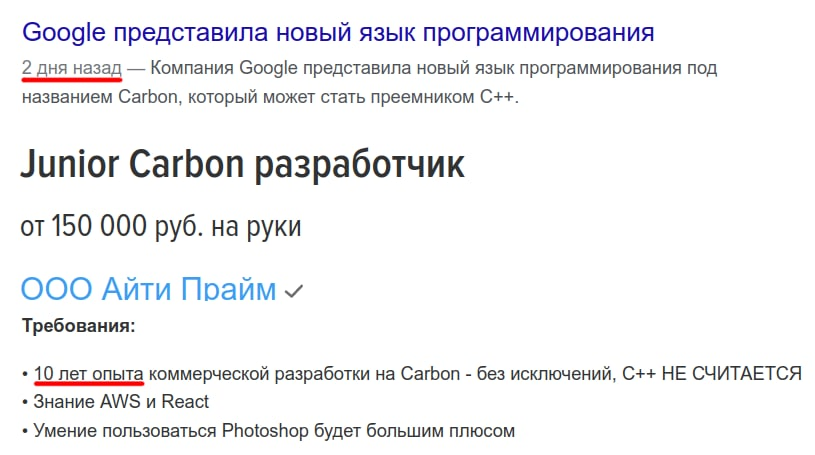 Google представила новый язык программирования
2 дня назад — Компания Google представила новый язык программирования под
названием Carbon, который может стать преемником C++.
Junior Carbon разработчик
от 150 000 руб. на руки
ООО Айти Прайм
Требования:
• 10 лет опыта коммерческой разработки на Carbon - без исключений, C++ НЕ СЧИТАЕТСЯ
• Знание AWS и React
• Умение пользоваться Photoshop будет большим плюсом